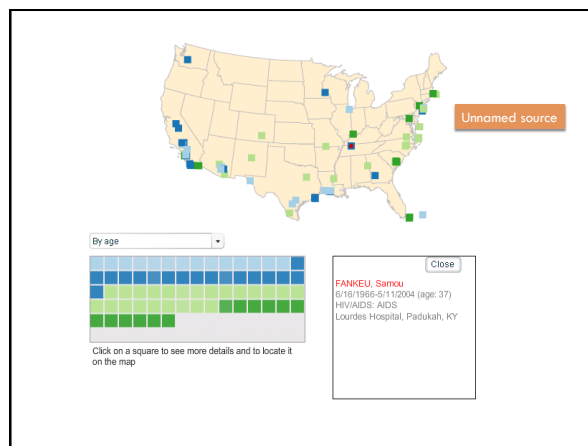 Unnamed source
By age
Close
FANKEU, Samou
6/16/1966-5/11/2004 (age: 37)
HIV/AIDS: AIDS
Lourdes Hospital, Padukah, KY
Click on a square to see more details and to locate it
on the map